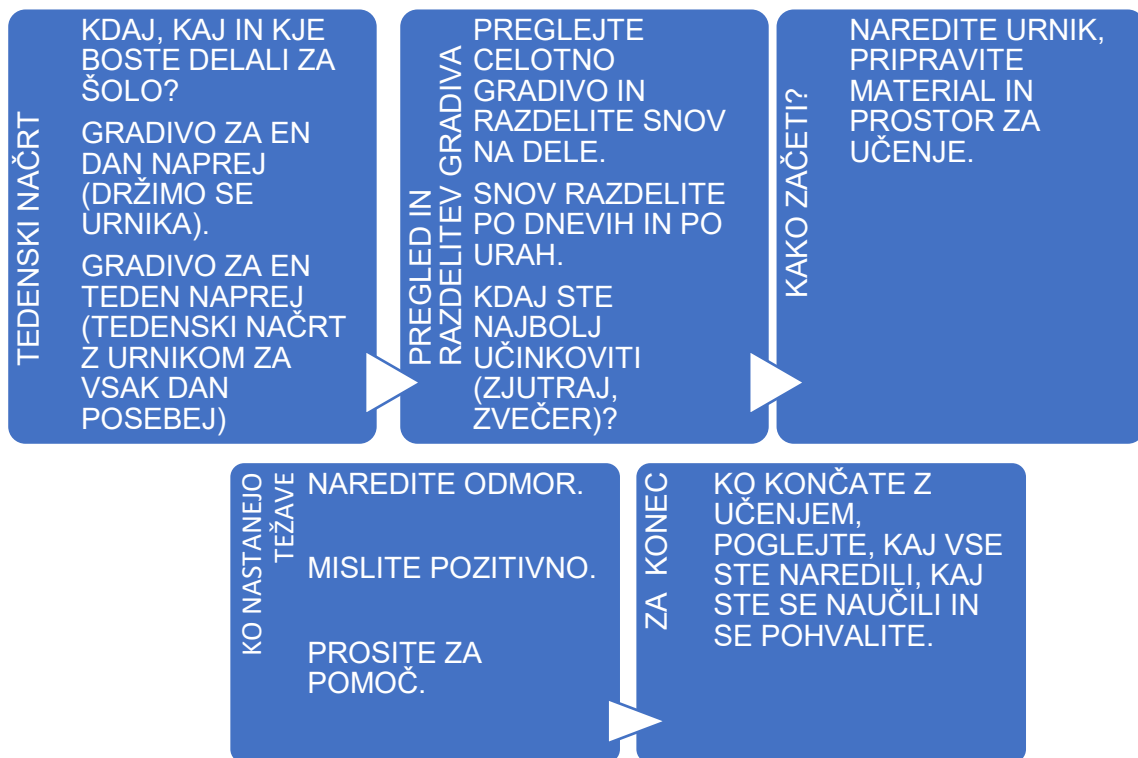 TEDENSKI NAČRT
KDAJ, KAJ IN KJE
BOSTE DELALI ZA
ŠOLO?
GRADIVO ZA EN
DAN NAPREJ
(DRŽIMO SE
URNIKA).
GRADIVO ZA EN
TEDEN NAPREJ
(TEDENSKI NAČRT
Z URNIKOM ZA
VSAK DAN
POSEBEJ)
PREGLED IN
RAZDELITEV GRADIVA
PREGLEJTE
CELOTNO
GRADIVO IN
RAZDELITE SNOV
NA DELE.
SNOV RAZDELITE
PO DNEVIH IN PO
URAH.
KDAJ STE
NAJBOLJ
UČINKOVITI
(ZJUTRAJ,
ZVEČER)?
KAKO ZAČETI?
NAREDITE URNIK,
PRIPRAVITE
MATERIAL IN
PROSTOR ZA
UČENJE.
KO NASTANEJO
TEŽAVE
NAREDITE ODMOR.
MISLITE POZITIVNO.
PROSITE ZA
POMOČ.
ZA KONEC
KO KONČATE Z
UČENJEM,
POGLEJTE, KAJ VSE
STE NAREDILI, KAJ
STE SE NAUČILI IN
SE POHVALITE.